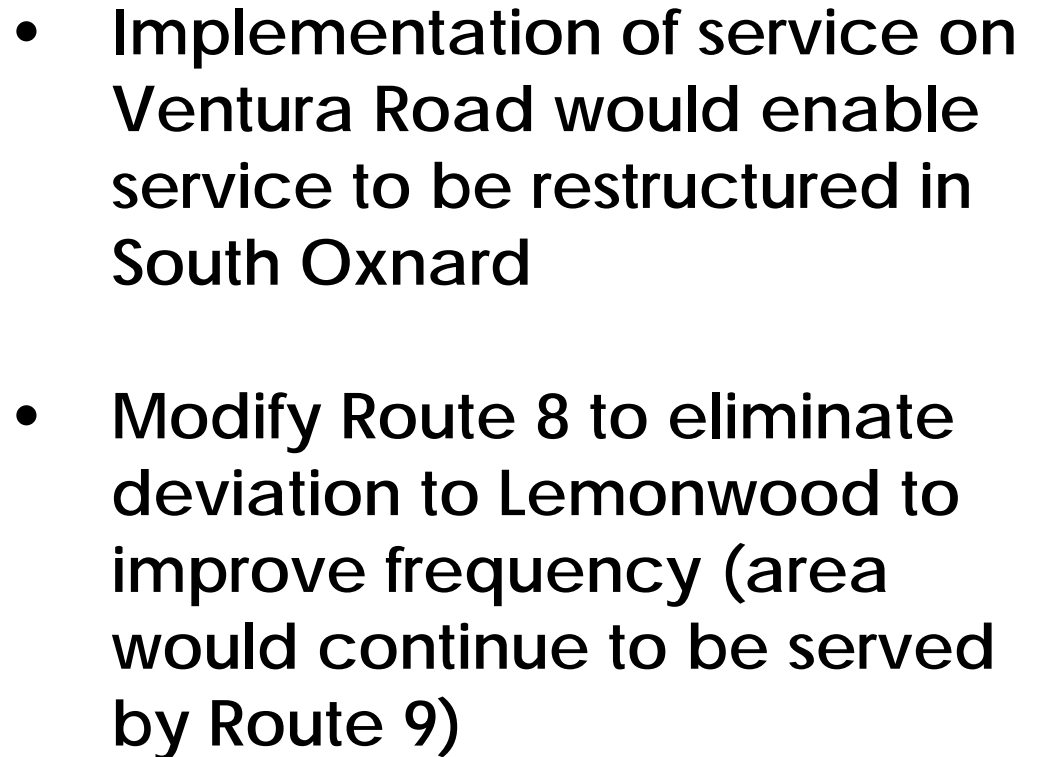 • Implementation of service on
Ventura Road would enable
service to be restructured in
South Oxnard
• Modify Route 8 to eliminate
deviation to Lemonwood to
improve frequency (area
would continue to be served
by Route 9)